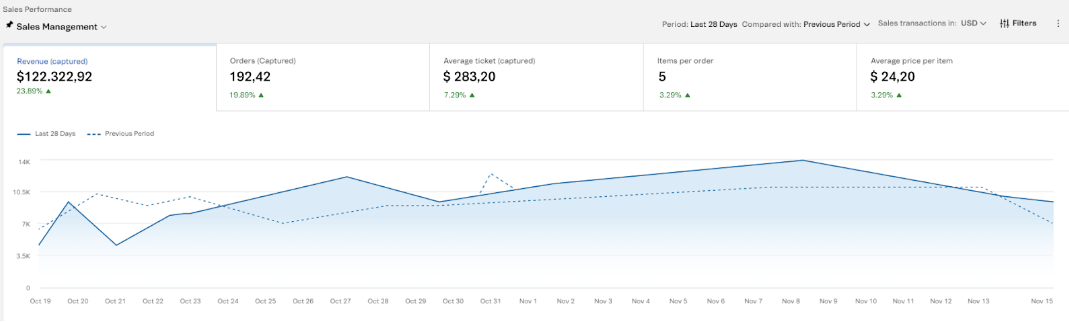 Sales Performance
Sales Management
Period: Last 28 Days Compared with: Previous Period Sales transactions in: USD Filters
Revenue (captured) Orders (Captured) Average ticket (captured) Items per order Average price per item
$122.322,92 192,42 $ 283,20 5 $ 24,20
23.89% ▲ 19.89% ▲ 7.29% ▲ 3.29% ▲ 3.29% ▲
Last 28 Days Previous Period
14K
10.5K
7K
3.5K
0
Oct 19 Oct 20 Oct 21 Oct 22 Oct 23 Oct 24 Oct 25 Oct 26 Oct 27 Oct 28 Oct 29 Oct 30 Oct 31 Nov 1 Nov 2 Nov 3 Nov 4 Nov 5 Nov 6 Nov 7 Nov 8 Nov 9 Nov 10 Nov 11 Nov 12 Nov 13 Nov 15